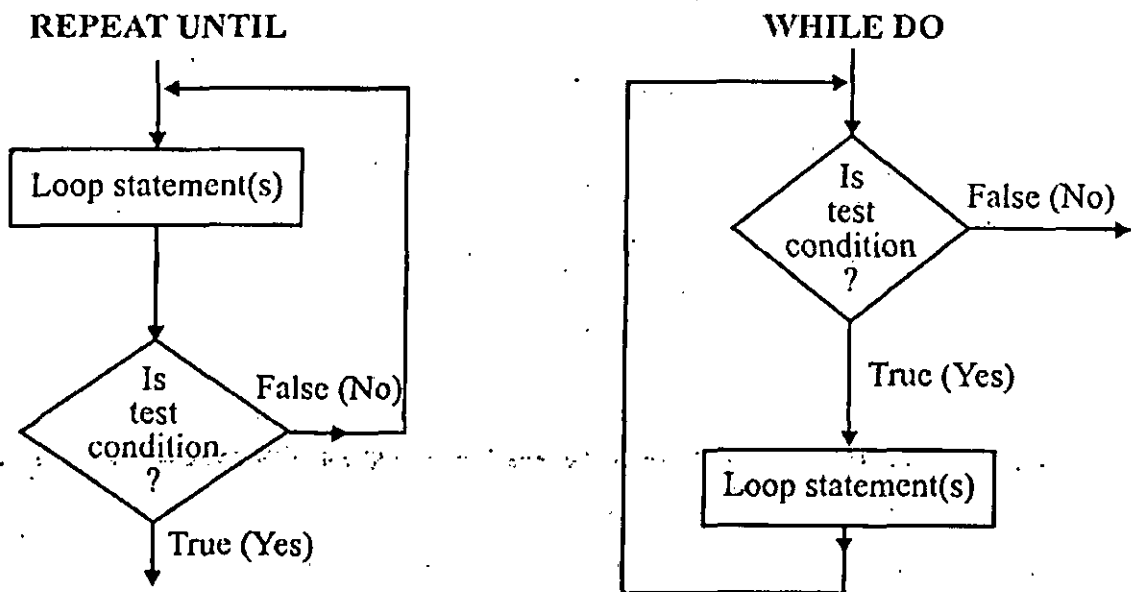 REPEAT UNTIL
Loop statement(s)
Is
test
condition
?
False (No)
True (Yes)
WHILE DO
Is
test
condition
?
False (No)
True (Yes)
Loop statement(s)